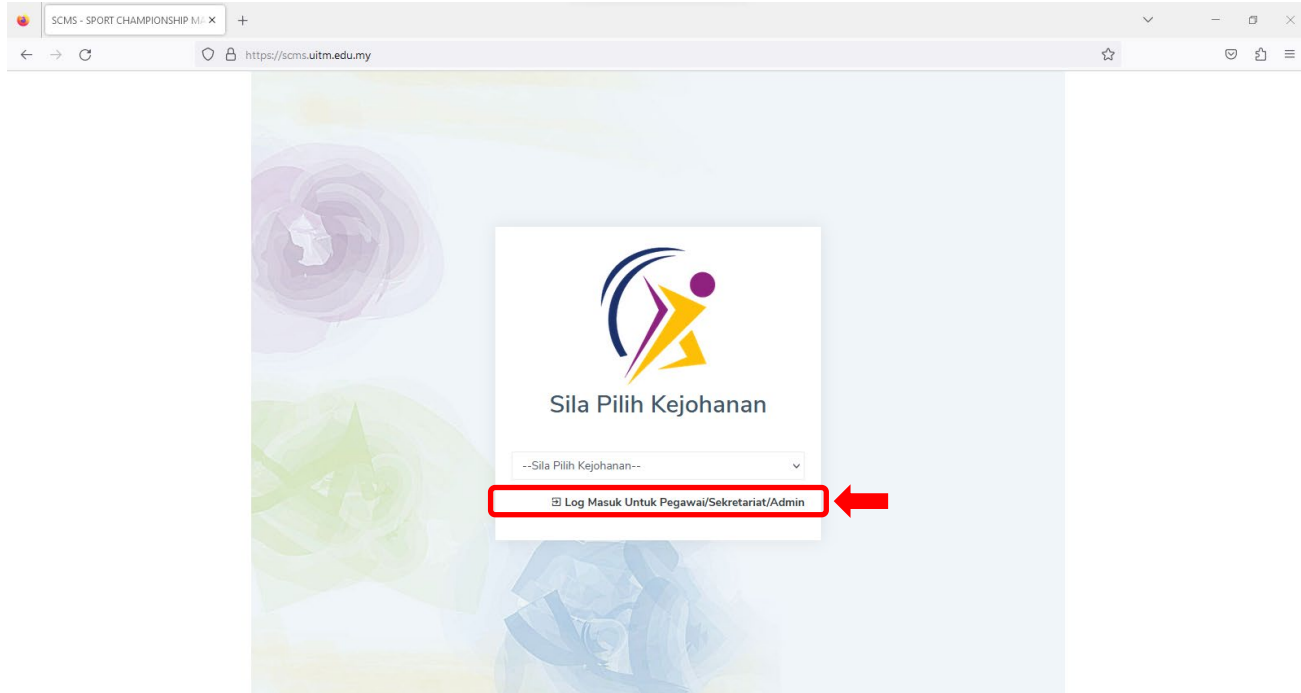 SCMS - SPORT CHAMPIONSHIP MA
https://scms.uitm.edu.my
Sila Pilih Kejohanan
--Sila Pilih Kejohanan--
Log Masuk Untuk Pegawai/Sekretariat/Admin